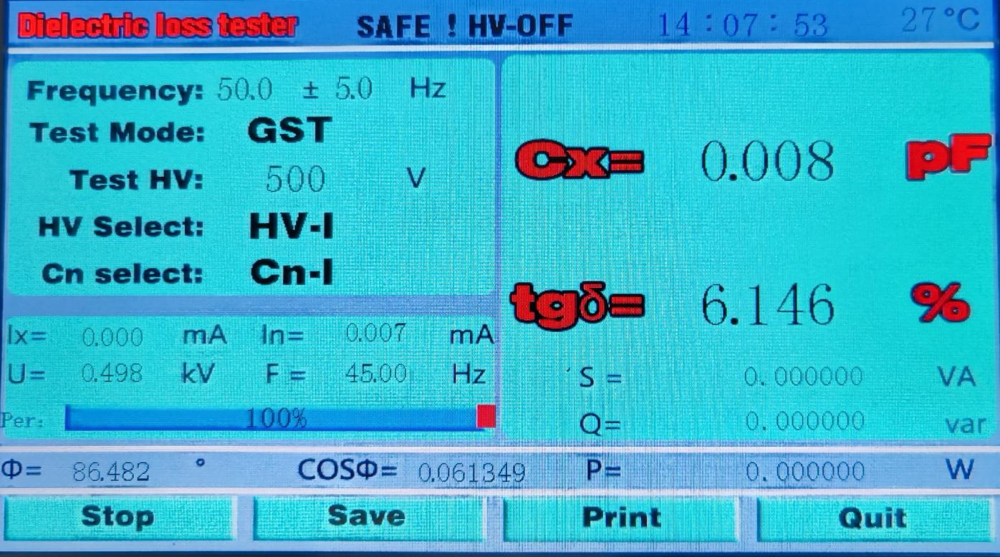 Dielectric loss tester SAFE ! HV-OFF 14 : 07 : 53 27 °C
Frequency: 50.0 ± 5.0 Hz
Test Mode: GST
Test HV: 500 V
HV Select: HV-I
Cn select: Cn-I
Cx= 0.008 pF
tgδ= 6.146 %
Ix= 0.000 mA In= 0.007 mA
U= 0.498 kV F = 45.00 Hz
Per: 100%
S = 0.000000 VA
Q= 0.000000 var
Φ= 86.482 ° COSΦ= 0.061349 P= 0.000000 W
Stop Save Print Quit